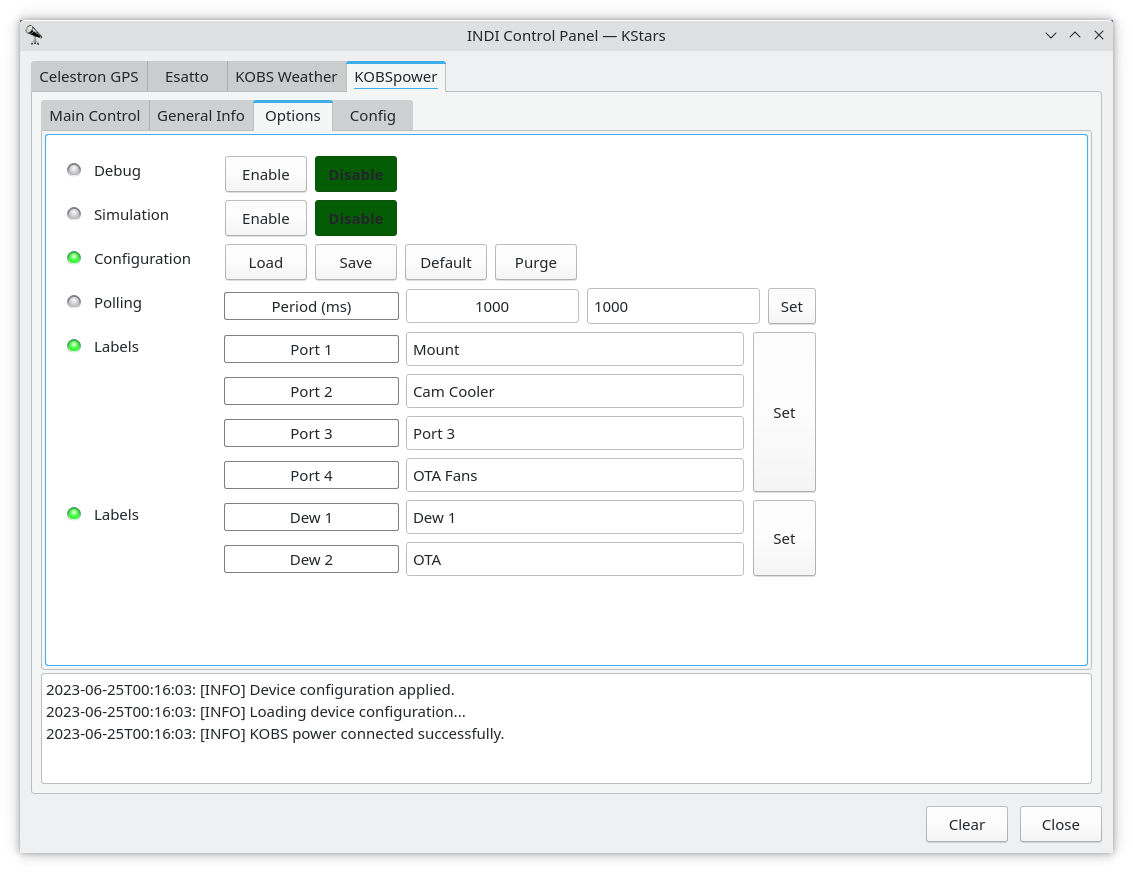 INDI Control Panel — KStars
Celestron GPS Esatto KOBS Weather KOBSpower
Main Control General Info Options Config
Debug Enable Disable
Simulation Enable Disable
Configuration Load Save Default Purge
Polling Period (ms) 1000 1000 Set
Labels Port 1 Mount
Port 2 Cam Cooler
Set
Port 3 Port 3
Port 4 OTA Fans
Labels Dew 1 Dew 1
Set
Dew 2 OTA
2023-06-25T00:16:03: [INFO] Device configuration applied.
2023-06-25T00:16:03: [INFO] Loading device configuration...
2023-06-25T00:16:03: [INFO] KOBS power connected successfully.
Clear Close